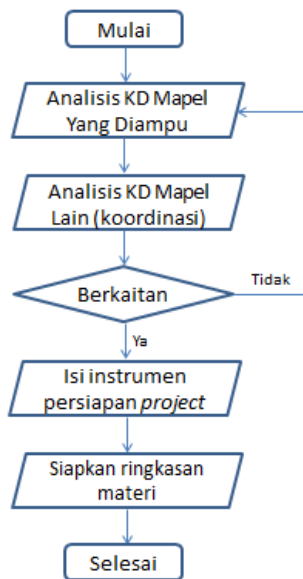 Mulai
Analisis KD Mapel
Yang Diampu
Analisis KD Mapel
Lain (koordinasi)
Berkaitan
Tidak
Ya
Isi instrumen
persiapan project
Siapkan ringkasan
materi
Selesai